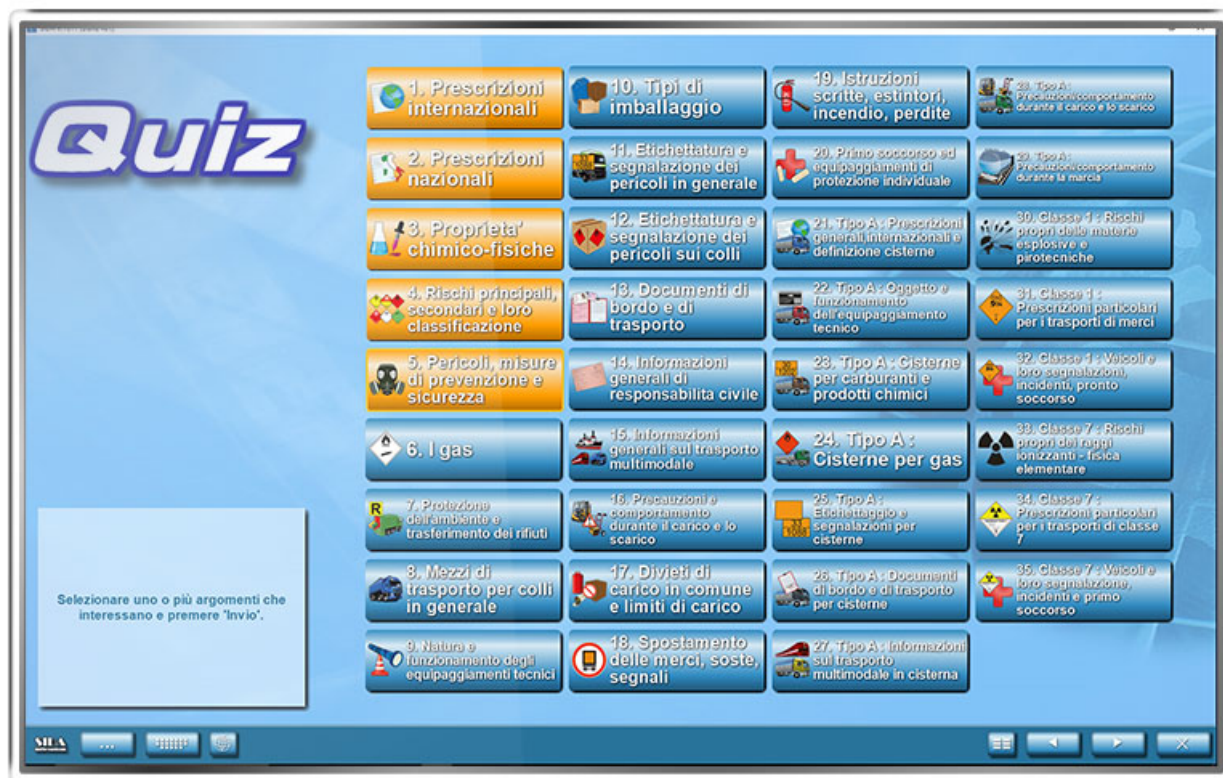 Quiz
1. Prescrizioni
internazionali
2. Prescrizioni
nazionali
3. Proprieta'
chimico-fisiche
4. Rischi principali,
secondari e loro
classificazione
5. Pericoli, misure
di prevenzione e
sicurezza
6. I gas
7. Protezione
dell'ambiente e
trasferimento dei rifiuti
8. Mezzi di
trasporto per colli
in generale
9. Natura e
funzionamento degli
equipaggiamenti tecnici
10. Tipi di
imballaggio
11. Etichettatura e
segnalazione dei
pericoli in generale
12. Etichettatura e
segnalazione dei
pericoli sui colli
13. Documenti di
bordo e di
trasporto
14. Informazioni
generali di
responsabilita civile
15. Informazioni
generali sul trasporto
multimodale
16. Precauzioni e
comportamento
durante il carico e lo
scarico
17. Divieti di
carico in comune
e limiti di carico
18. Spostamento
delle merci, soste,
segnali
19. Istruzioni
scritte, estintori,
incendio, perdite
20. Primo soccorso ed
equipaggiamenti di
protezione individuale
21. Tipo A : Prescrizioni
generali,internazionali e
definizione cisterne
22. Tipo A : Oggetto e
funzionamento
dell'equipaggiamento
tecnico
23. Tipo A : Cisterne
per carburanti e
prodotti chimici
24. Tipo A :
Cisterne per gas
25. Tipo A :
Etichettaggio e
segnalazioni per
cisterne
26. Tipo A : Documenti
di bordo e di trasporto
per cisterne
27. Tipo A : Informazioni
sul trasporto
multimodale in cisterna
28. Tipo A :
Precauzioni/comportamento
durante il carico e lo scarico
29. Tipo A :
Precauzioni/comportamento
durante la marcia
30. Classe 1 : Rischi
propri delle materie
esplosive e
pirotecniche
31. Classe 1 :
Prescrizioni particolari
per i trasporti di merci
32. Classe 1 : Veicoli e
loro segnalazioni,
incidenti, pronto
soccorso
33. Classe 7 : Rischi
propri dei raggi
ionizzanti - fisica
elementare
34. Classe 7 :
Prescrizioni particolari
per i trasporti di classe
7
35. Classe 7 : Veicoli e
loro segnalazione,
incidenti e primo
soccorso
Selezionare uno o più argomenti che
interessano e premere 'Invio'.
SIDA
...